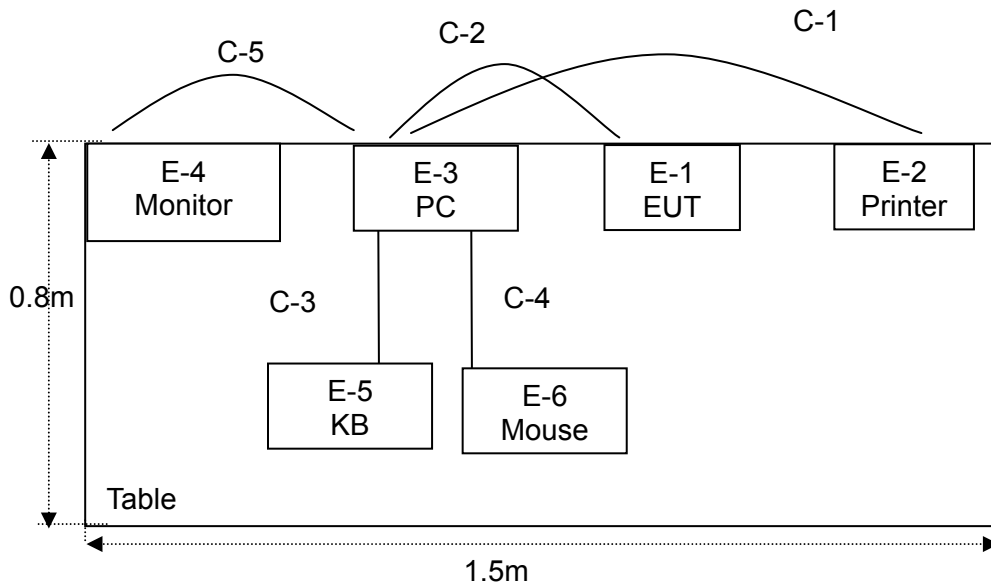 C-1
C-2
C-5
E-4
Monitor
E-3
PC
E-1
EUT
E-2
Printer
0.8m
C-3
C-4
E-5
KB
E-6
Mouse
Table
1.5m